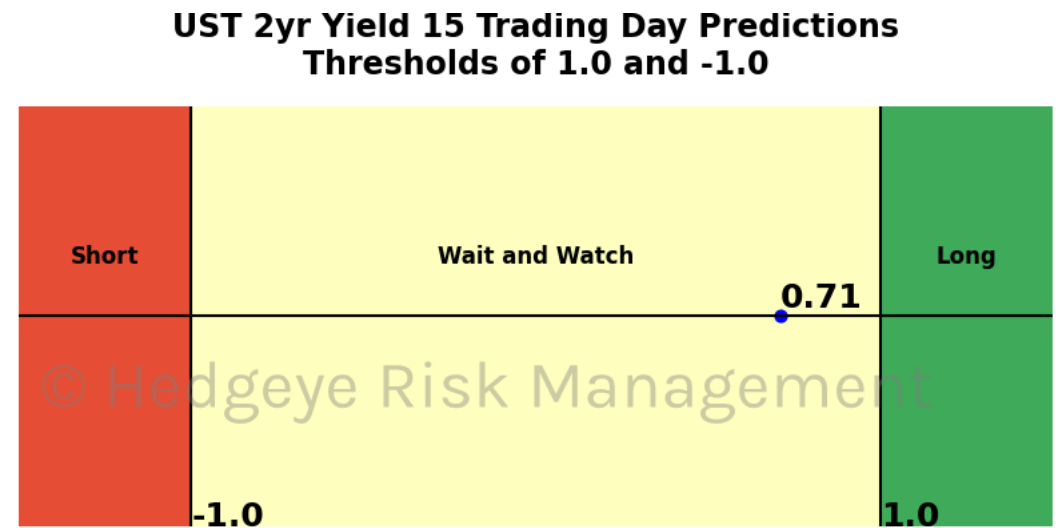 UST 2yr Yield 15 Trading Day Predictions
Thresholds of 1.0 and -1.0
Short
Wait and Watch
Long
0.71
© Hedgeye Risk Management
-1.0
1.0